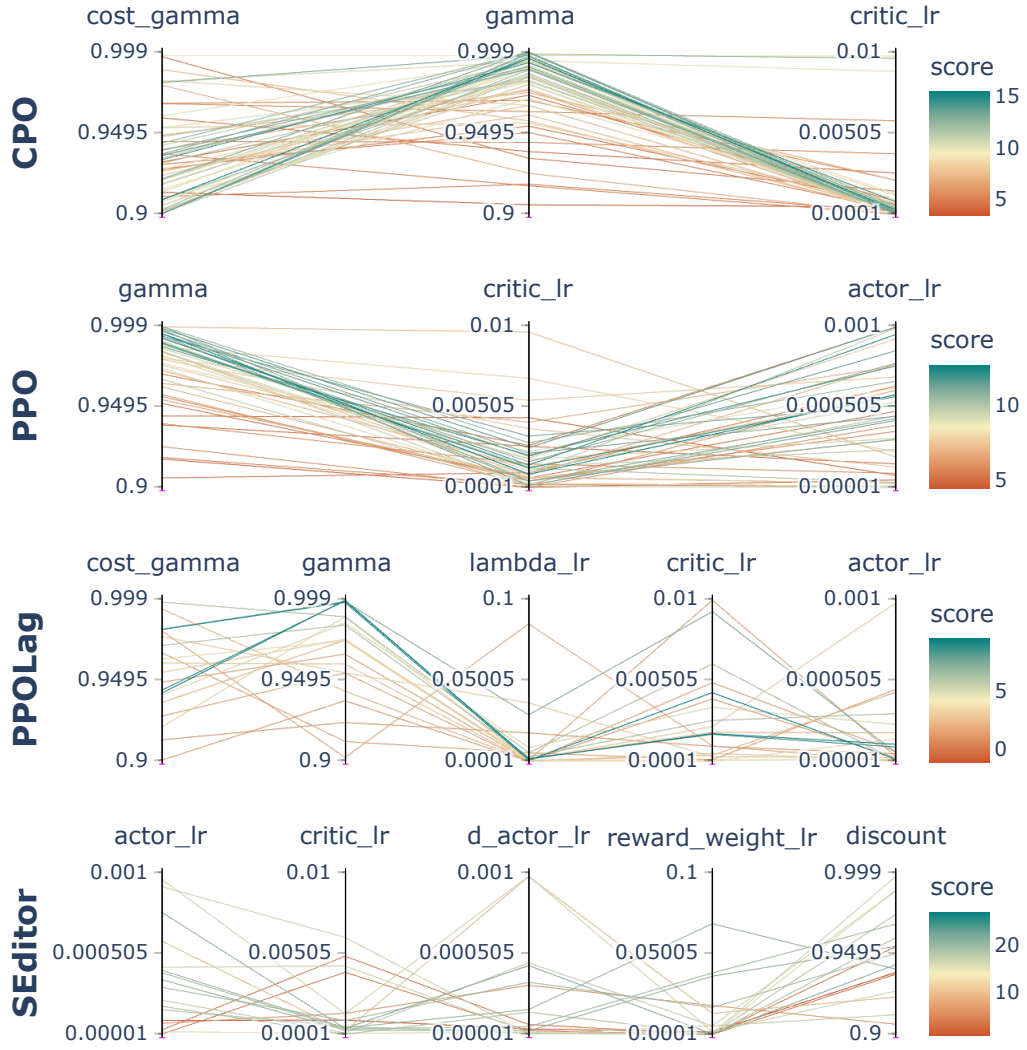 cost_gamma gamma critic_lr
0.999 0.999 0.01
score
15
CPO
0.9495 0.9495 0.00505
10
5
0.9 0.9 0.0001
gamma critic_lr actor_lr
0.999 0.01 0.001
score
PPO
0.9495 0.00505 0.000505
10
5
0.9 0.0001 0.00001
cost_gamma gamma lambda_lr critic_lr actor_lr
0.999 0.999 0.1 0.01 0.001
score
PPOLag
0.9495 0.9495 0.05005 0.00505 0.000505
5
0
0.9 0.9 0.0001 0.0001 0.00001
actor_lr critic_lr d_actor_lr reward_weight_lr discount
0.001 0.01 0.001 0.1 0.999
score
SEditor
20
0.000505 0.00505 0.000505 0.05005 0.9495
10
0.00001 0.0001 0.00001 0.0001 0.9